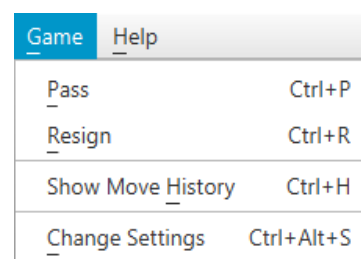 Game Help
Pass Ctrl+P
Resign Ctrl+R
Show Move History Ctrl+H
Change Settings Ctrl+Alt+S